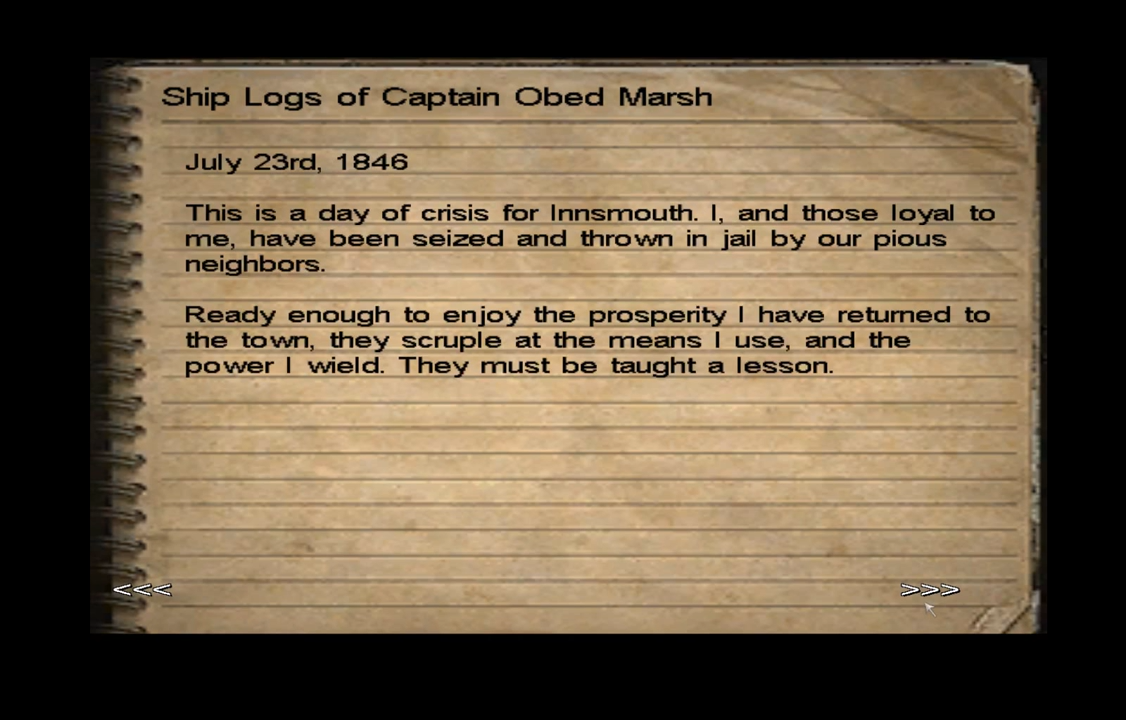 Ship Logs of Captain Obed Marsh
July 23rd, 1846
This is a day of crisis for Innsmouth. I, and those loyal to
me, have been seized and thrown in jail by our pious
neighbors.
Ready enough to enjoy the prosperity I have returned to
the town, they scruple at the means I use, and the
power I wield. They must be taught a lesson.
<<< >>>